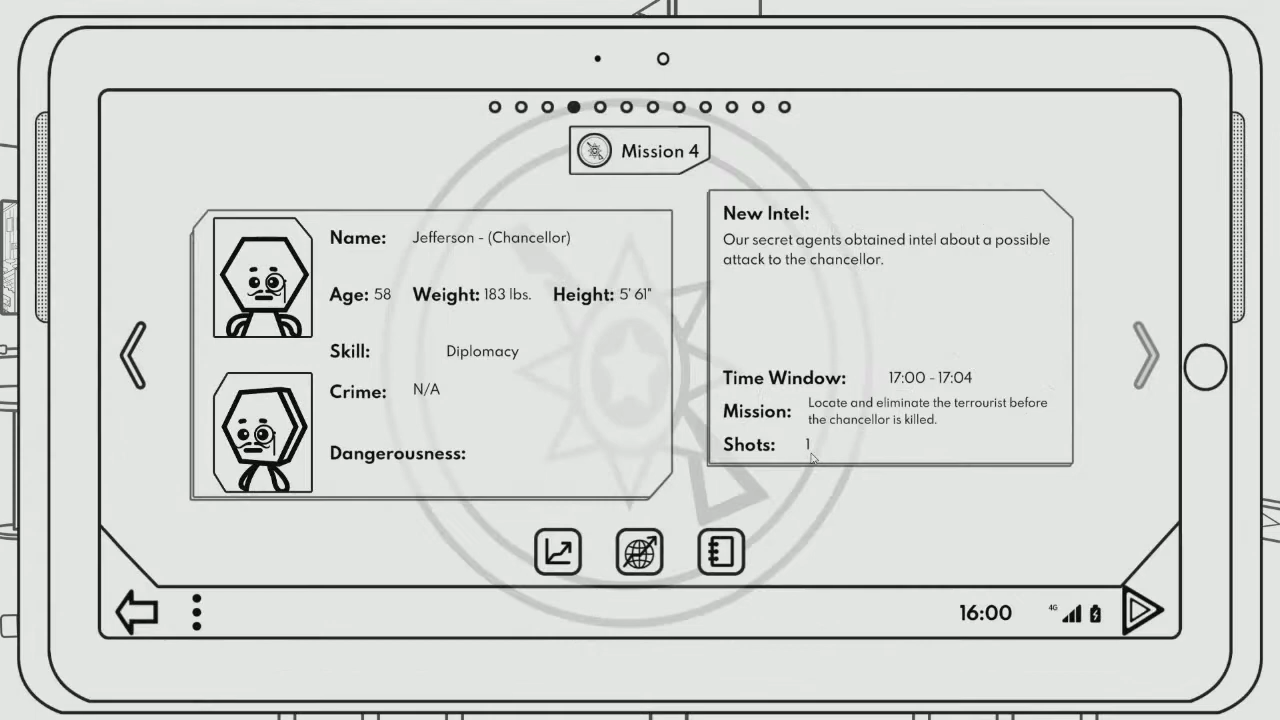 Mission 4
Name: Jefferson - (Chancellor)
Age: 58 Weight: 183 lbs. Height: 5' 61"
Skill: Diplomacy
Crime: N/A
Dangerousness:
New Intel:
Our secret agents obtained intel about a possible
attack to the chancellor.
Time Window: 17:00 - 17:04
Mission: Locate and eliminate the terrourist before
the chancellor is killed.
Shots: 1
16:00
4G